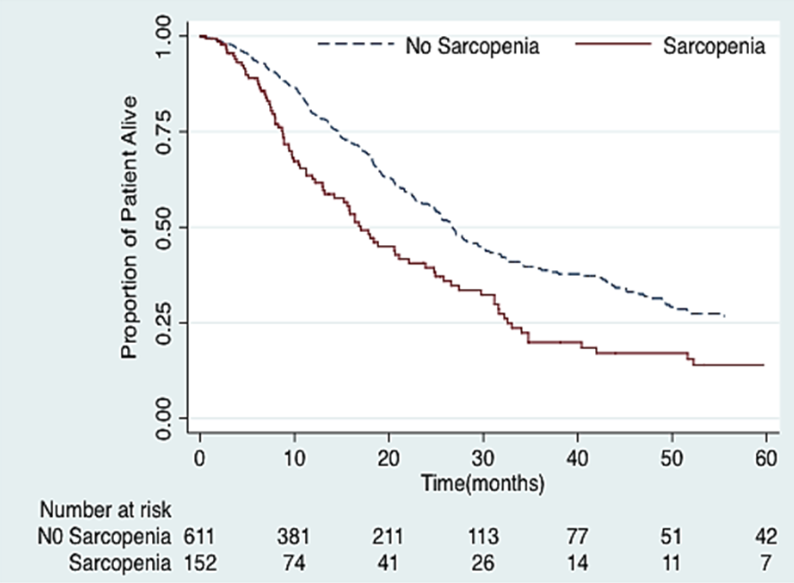 No Sarcopenia Sarcopenia
1.00
0.75
0.50
0.25
0.00
Proportion of Patient Alive
0 10 20 30 40 50 60
Time(months)
Number at risk
N0 Sarcopenia 611 381 211 113 77 51 42
Sarcopenia 152 74 41 26 14 11 7